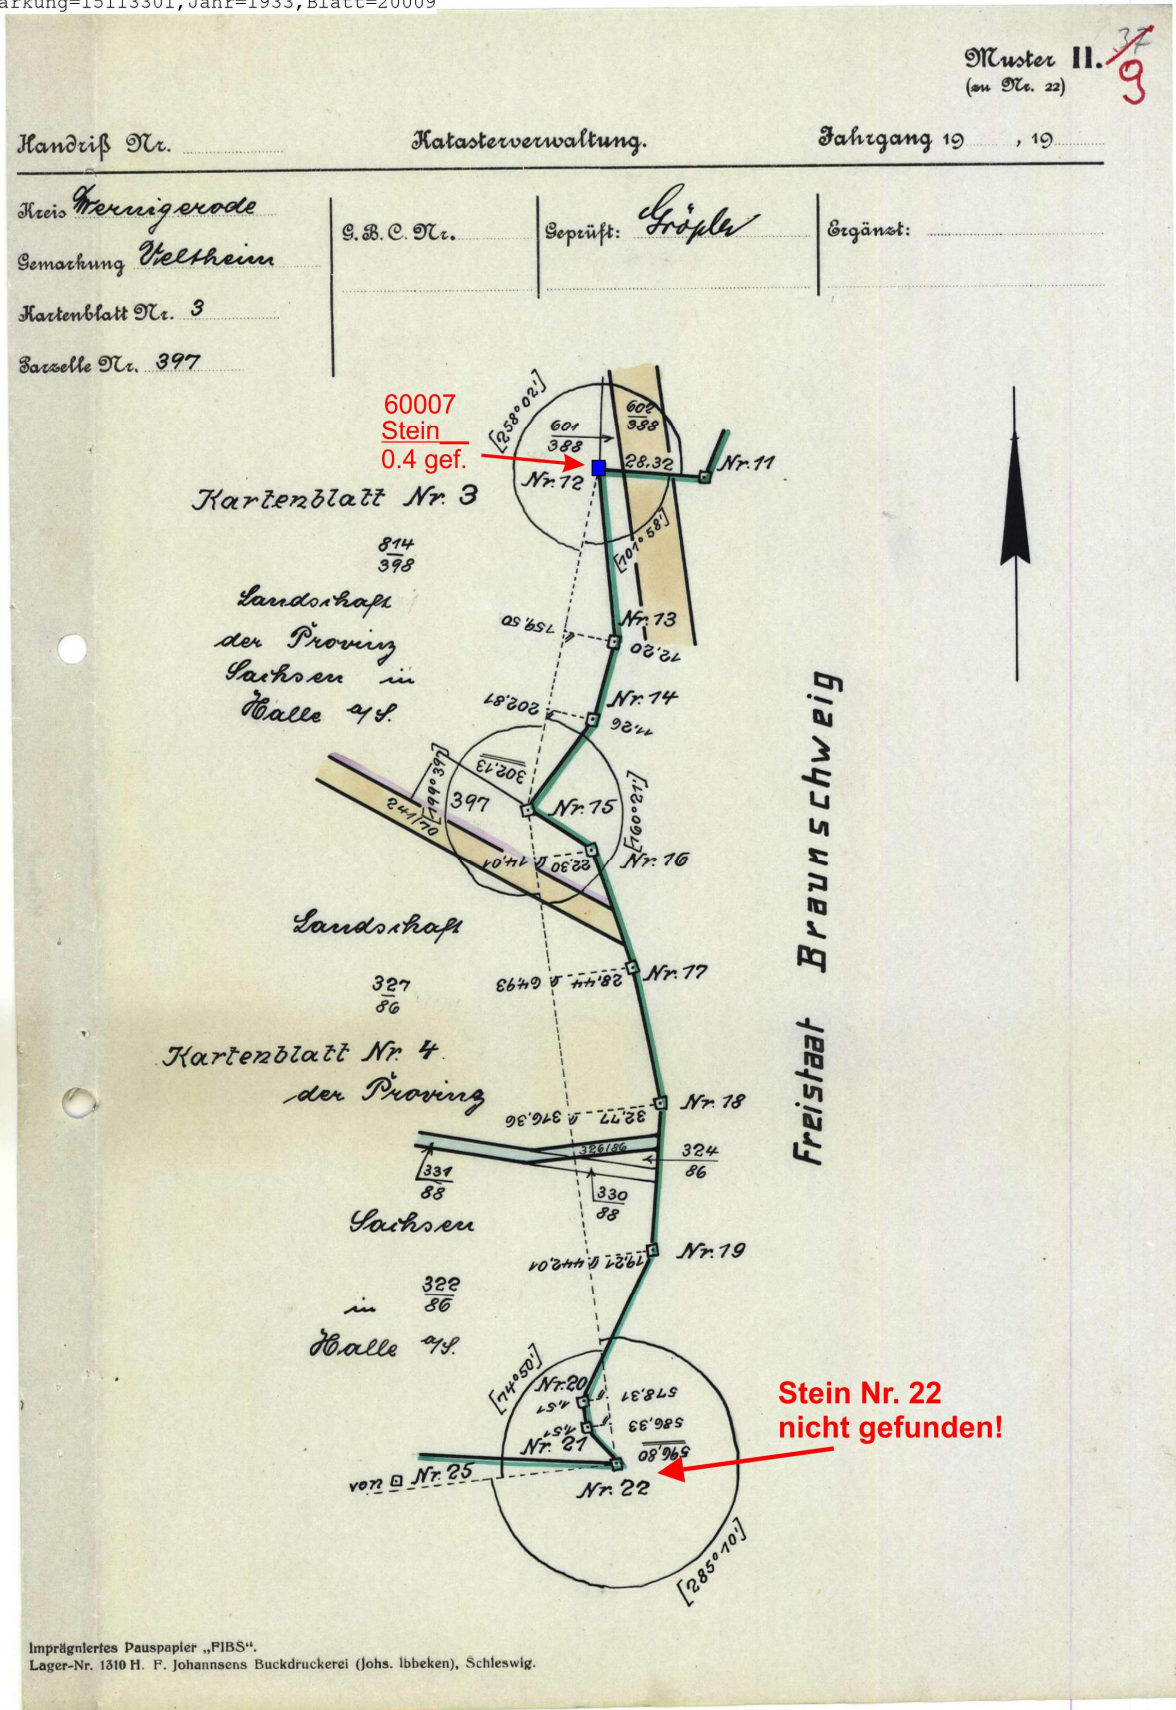 arkung=15113301,Jahr=1933,Blatt=20009
Muster II.
(zu Nr. 22)
37
9
Handriß Nr.
Katasterverwaltung.
Jahrgang 19 , 19
Kreis Wernigerode
Gemarkung Veltheim
Kartenblatt Nr. 3
Parzelle Nr. 397
G.B.C. Nr.
Geprüft: Gröpler
Ergänzt:
60007
Stein
0.4 gef.
[258°02']
601
388
602
388
28,32
Nr. 11
Nr. 12
[101°58']
Kartenblatt Nr. 3
814
398
Landschaft
der Provinz
Sachsen in
Halle a/S.
159,50
Nr. 13
12,20
202,81
Nr. 14
11,26
302,13
[199°39']
397
241/70
Nr. 15
[160°21']
14,01
22,30
Nr. 16
Landschaft
327
86
64,93
28,44
Nr. 17
Kartenblatt Nr. 4
der Provinz
316,36
32,77
Nr. 18
326/86
324
86
331
88
330
88
Sachsen
442,01
19,21
Nr. 19
322
86
in
Halle a/S.
[74°50']
Nr. 20
1,51
578,31
1,51
586,33
Nr. 21
596,80
von Nr. 25
Nr. 22
[285°10']
Freistaat Braunschweig
Stein Nr. 22
nicht gefunden!
Imprägniertes Pauspapier „FIBS“.
Lager-Nr. 1310 H. F. Johannsens Buckdruckerei (Johs. Ibbeken), Schleswig.